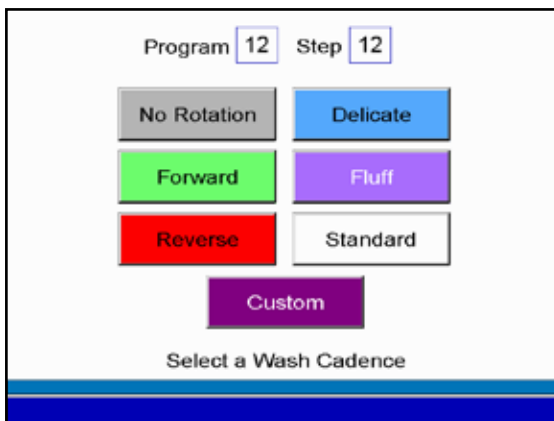 Program 12 Step 12
No Rotation Delicate
Forward Fluff
Reverse Standard
Custom
Select a Wash Cadence